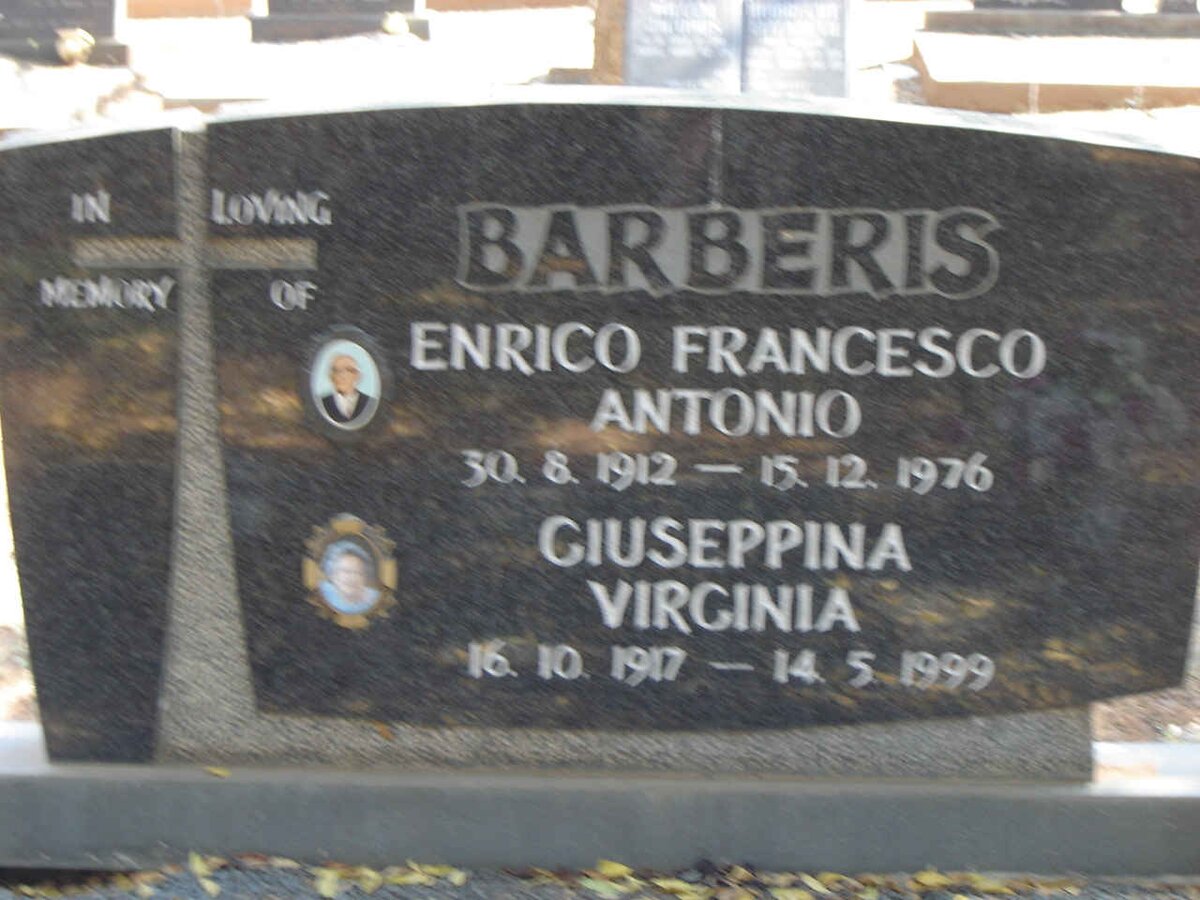 IN LOVING
MEMORY OF
BARBERIS
ENRICO FRANCESCO
ANTONIO
30. 8. 1912 — 15. 12. 1976
GIUSEPPINA
VIRGINIA
16. 10. 1917 — 14. 5. 1999